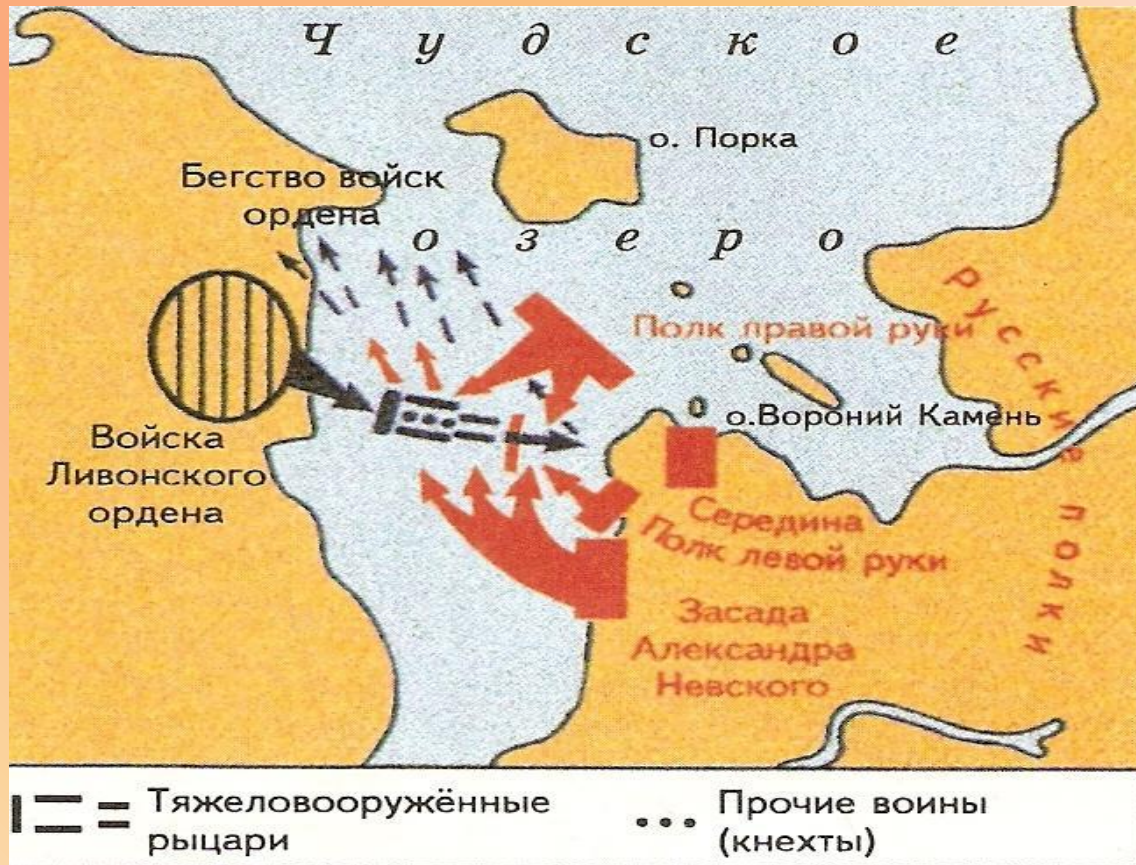 Чудское
о. Порка
Бегство войск
ордена
озеро
Полк правой руки
Русские полки
о.Вороний Камень
Войска
Ливонского
ордена
Середина
Полк левой руки
Засада
Александра
Невского
Тяжеловооружённые
рыцари
Прочие воины
(кнехты)